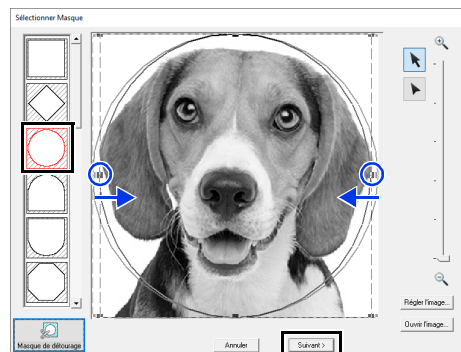 Sélectionner Masque
Régler l'image...
Ouvrir l'image...
Masque de détourage
Annuler
Suivant >